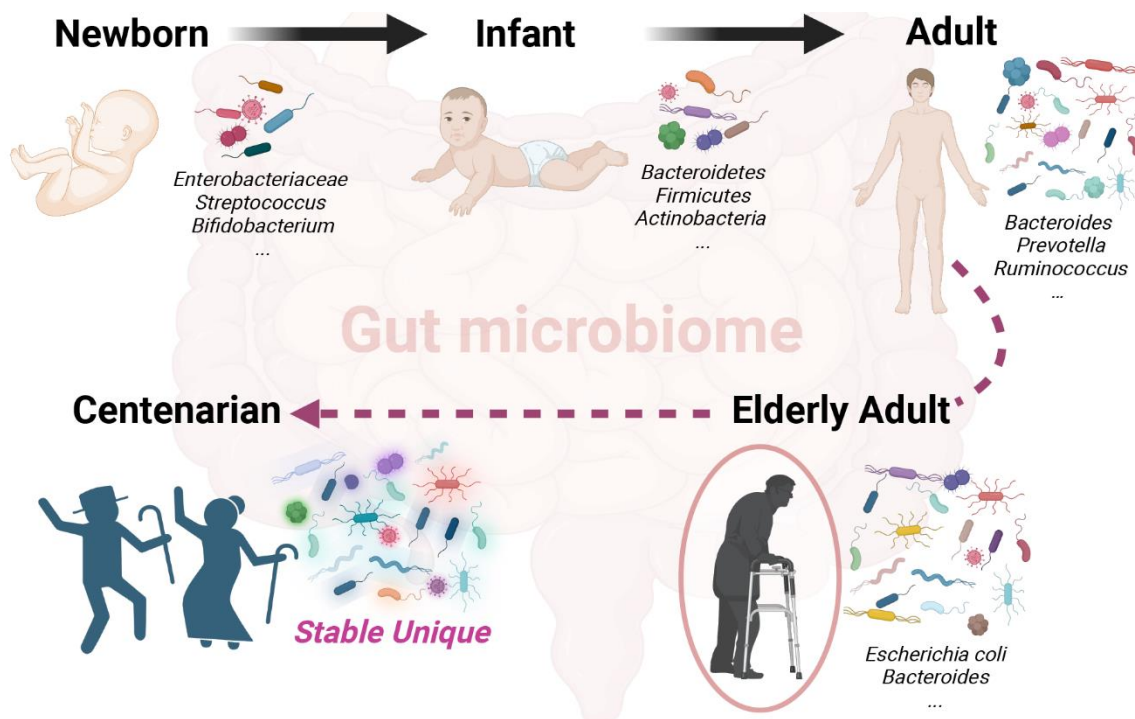 Newborn
Infant
Adult
Enterobacteriaceae
Streptococcus
Bifidobacterium
...
Bacteroidetes
Firmicutes
Actinobacteria
...
Bacteroides
Prevotella
Ruminococcus
...
Gut microbiome
Centenarian
Elderly Adult
Stable Unique
Escherichia coli
Bacteroides
...